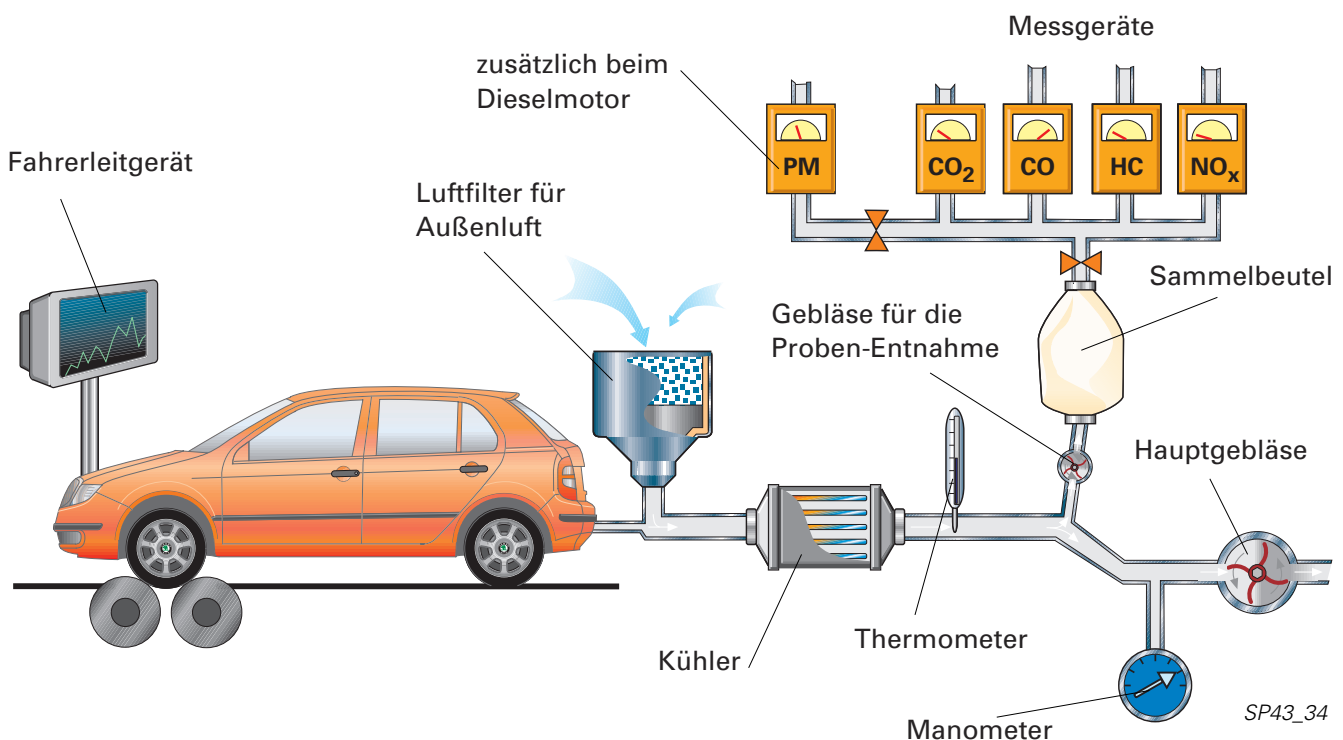 Messgeräte
zusätzlich beim
Dieselmotor
Fahrerleitgerät
PM
CO₂
CO
HC
NOₓ
Luftfilter für
Außenluft
Sammelbeutel
Gebläse für die
Proben-Entnahme
Hauptgebläse
Thermometer
Kühler
Manometer
SP43_34